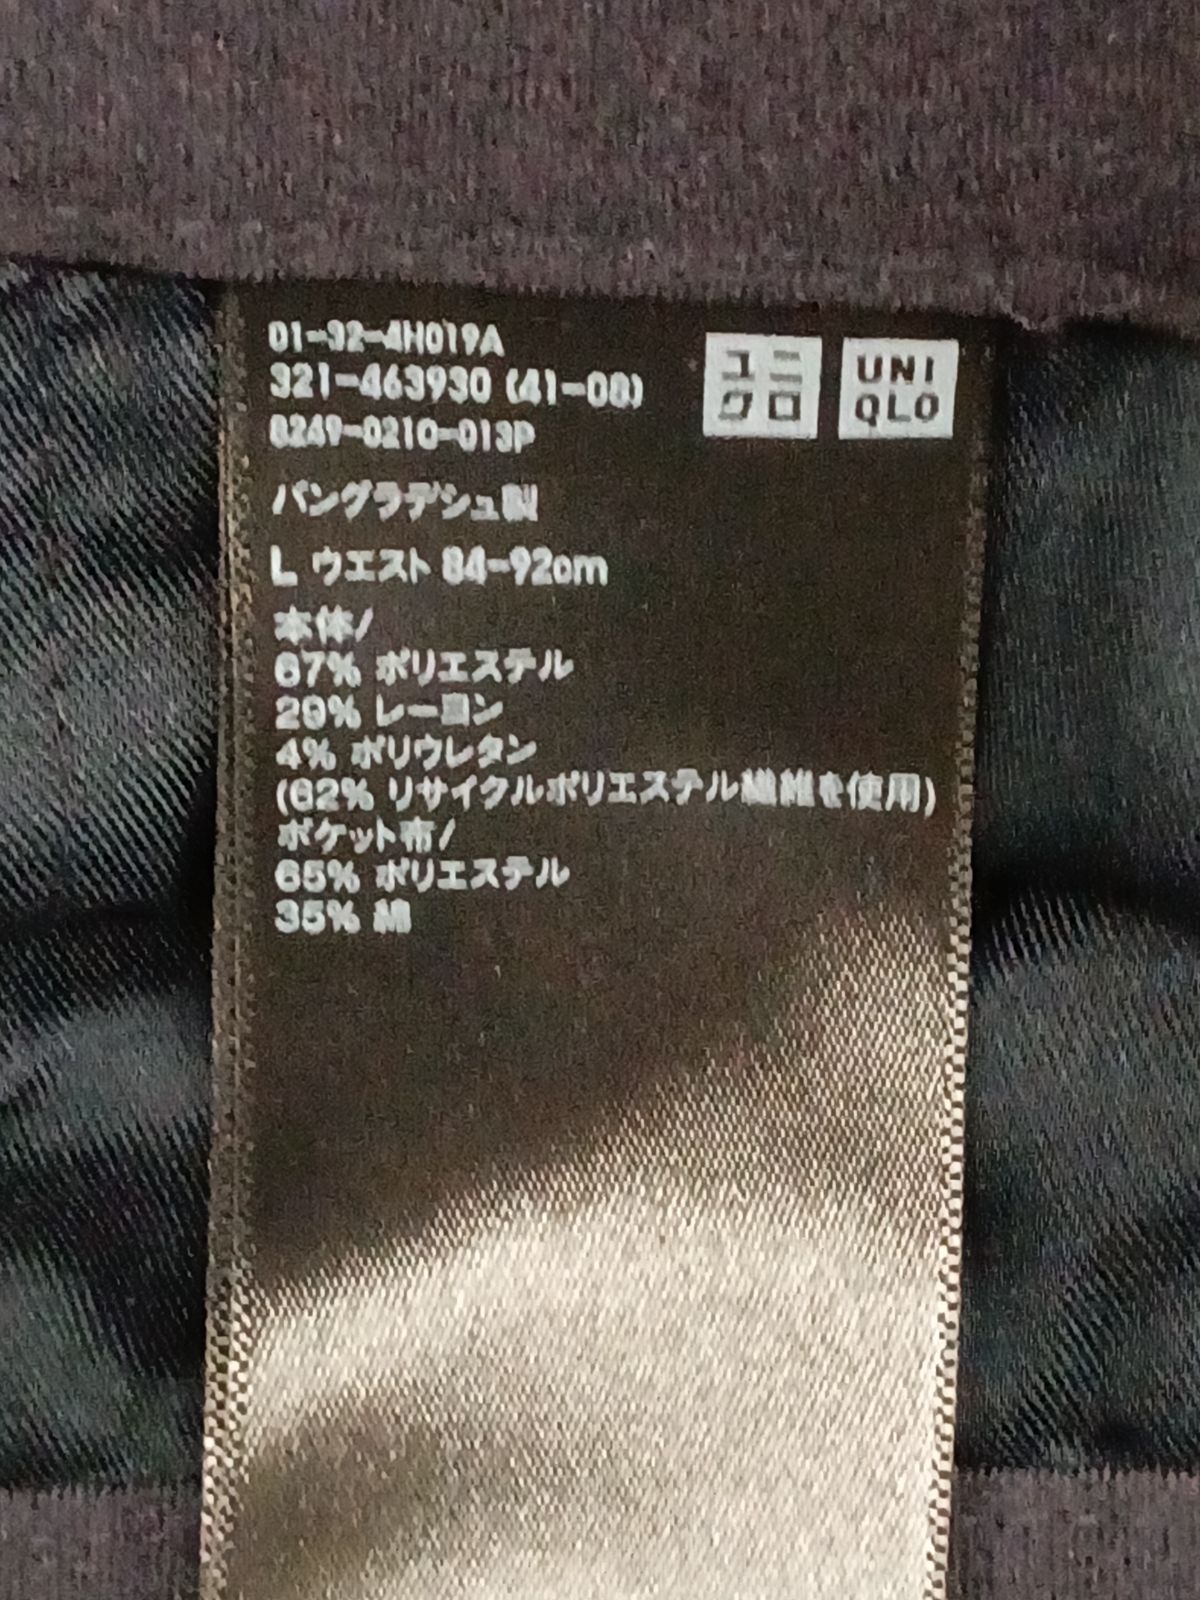 01-32-4H019A
321-463930 (41-08)
0249-0210-013P
ユニ
クロ
UNI
QLO
バングラデシュ製
L ウエスト 84-92cm
本体/
67% ポリエステル
29% レーヨン
4% ポリウレタン
(62% リサイクルポリエステル繊維を使用)
ポケット布/
65% ポリエステル
35% 綿